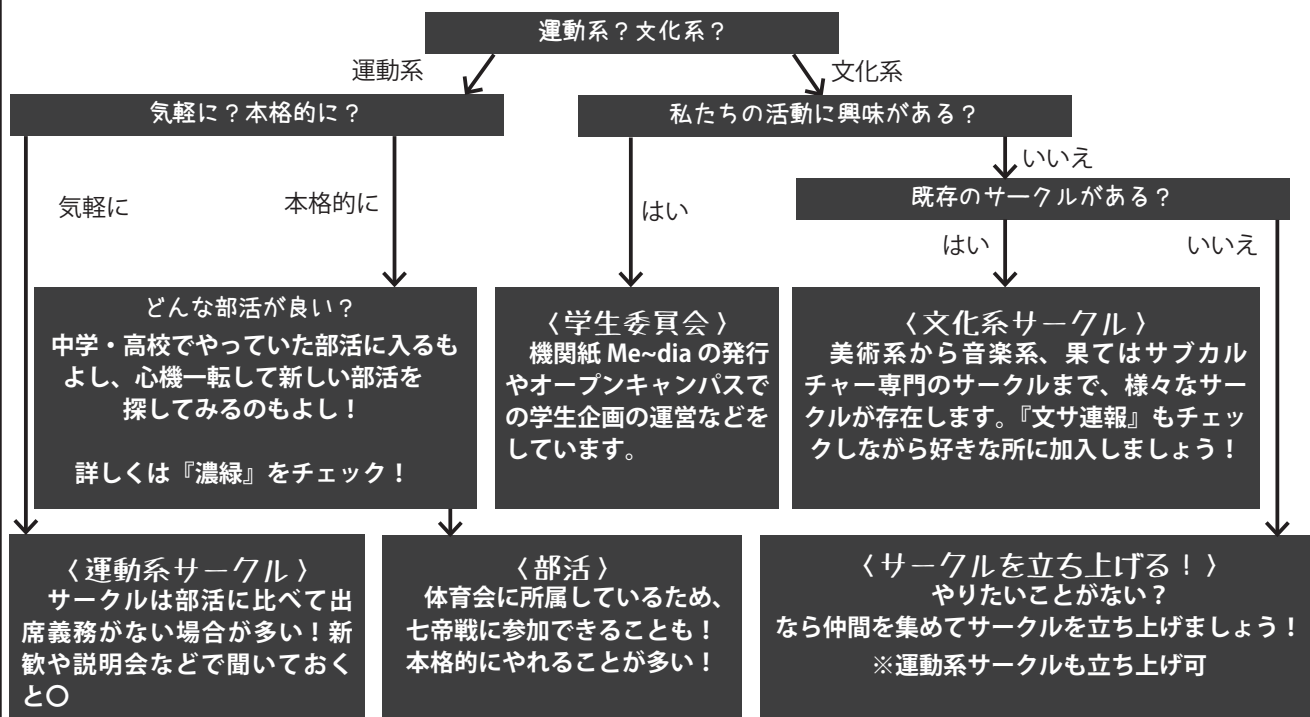 運動系？文化系？
運動系
文化系
気軽に？本格的に？
私たちの活動に興味がある？
いいえ
気軽に
本格的に
はい
既存のサークルがある？
はい
いいえ
どんな部活が良い？
中学・高校でやっていた部活に入るも
よし、心機一転して新しい部活を
探してみるのもよし！
詳しくは『濃緑』をチェック！
〈学生委員会〉
機関紙 Me~dia の発行
やオープンキャンパスで
の学生企画の運営などを
しています。
〈文化系サークル〉
美術系から音楽系、果てはサブカル
チャー専門のサークルまで、様々なサー
クルが存在します。『文サ連報』もチェッ
クしながら好きな所に加入しましょう！
〈運動系サークル〉
サークルは部活に比べて出
席義務がない場合が多い！新
歓や説明会などで聞いておく
と〇
〈部活〉
体育会に所属しているため、
七帝戦に参加できることも！
本格的にやれることが多い！
〈サークルを立ち上げる！〉
やりたいことがない？
なら仲間を集めてサークルを立ち上げましょう！
※運動系サークルも立ち上げ可